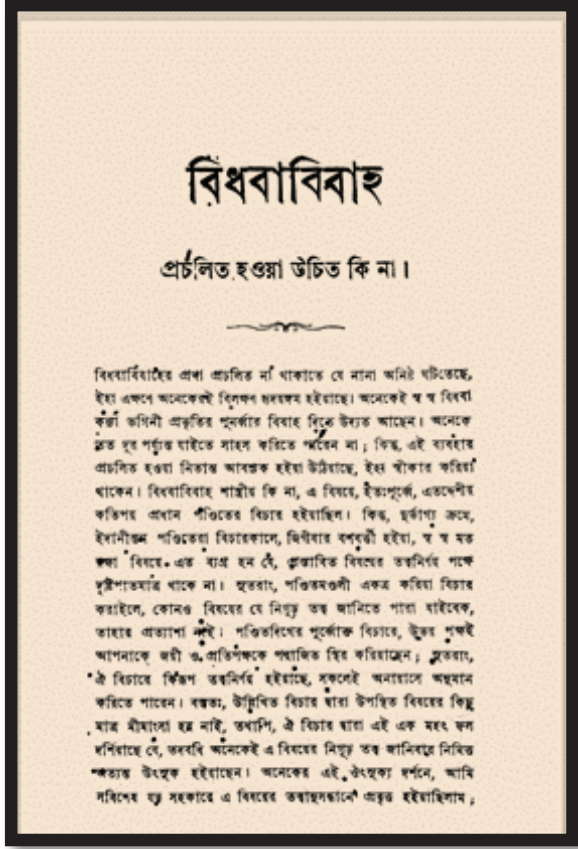 বিধবাবিবাহ
প্রচলিত হওয়া উচিত কি না।
বিধবাবিবাহের প্রথা প্রচলিত না থাকাতে যে নানা অনিষ্ট ঘটিতেছে,
ইহা এক্ষণে অনেকেরই বিলক্ষণ হৃদয়ঙ্গম হইয়াছে। অনেকেই স্ব স্ব বিধবা
কন্যা ভগিনী প্রভৃতির পুনর্বার বিবাহ দিতে উদ্যত আছেন। অনেকে
তত দূর পর্য্যন্ত যাইতে সাহস করিতে পারেন না; কিন্তু, এই ব্যবহার
প্রচলিত হওয়া নিতান্ত আবশ্যক হইয়া উঠিয়াছে, ইহা স্বীকার করিয়া
থাকেন। বিধবাবিবাহ শাস্ত্রীয় কি না, এ বিষয়ে, ইতঃপূর্ব্বে, এতদ্দেশীয়
কতিপয় প্রধান পণ্ডিতের বিচার হইয়াছিল। কিন্তু, দুর্ভাগ্য ক্রমে,
ইদানীন্তন পণ্ডিতেরা বিচারকালে, জিগীষার বশবর্ত্তী হইয়া, স্ব স্ব মত
রক্ষা বিষয়ে এত ব্যগ্র হন যে, প্রস্তাবিত বিষয়ের তত্ত্বনির্ণয় পক্ষে
দৃষ্টিপাতমাত্র থাকে না। সুতরাং, পণ্ডিতমণ্ডলী একত্র করিয়া বিচার
করাইলে, কোনও বিষয়ের যে নিগূঢ় তত্ত্ব জানিতে পারা যাইবেক,
তাহার প্রত্যাশা নাই। পণ্ডিতদিগের পূর্ব্বোক্ত বিচারে, উভয় পক্ষই
আপনাকে জয়ী ও প্রতিপক্ষকে পরাজিত স্থির করিয়াছেন; সুতরাং,
ঐ বিচারে কিরূপ তত্ত্বনির্ণয় হইয়াছে, সকলেই অনায়াসে অনুমান
করিতে পারেন। বস্তুতঃ, উল্লিখিত বিচার দ্বারা উপস্থিত বিষয়ের কিছু
মাত্র মীমাংসা হয় নাই, তথাপি, ঐ বিচার দ্বারা এই এক মহৎ ফল
দর্শিয়াছে যে, তদবধি অনেকেই এ বিষয়ের নিগূঢ় তত্ত্ব জানিবার নিমিত্ত
অত্যন্ত উৎসুক হইয়াছেন। অনেকের এই ঔৎসুক্য দর্শনে, আমি
সবিশেষ যত্ন সহকারে এ বিষয়ের তত্ত্বানুসন্ধানে প্রবৃত্ত হইয়াছিলাম;